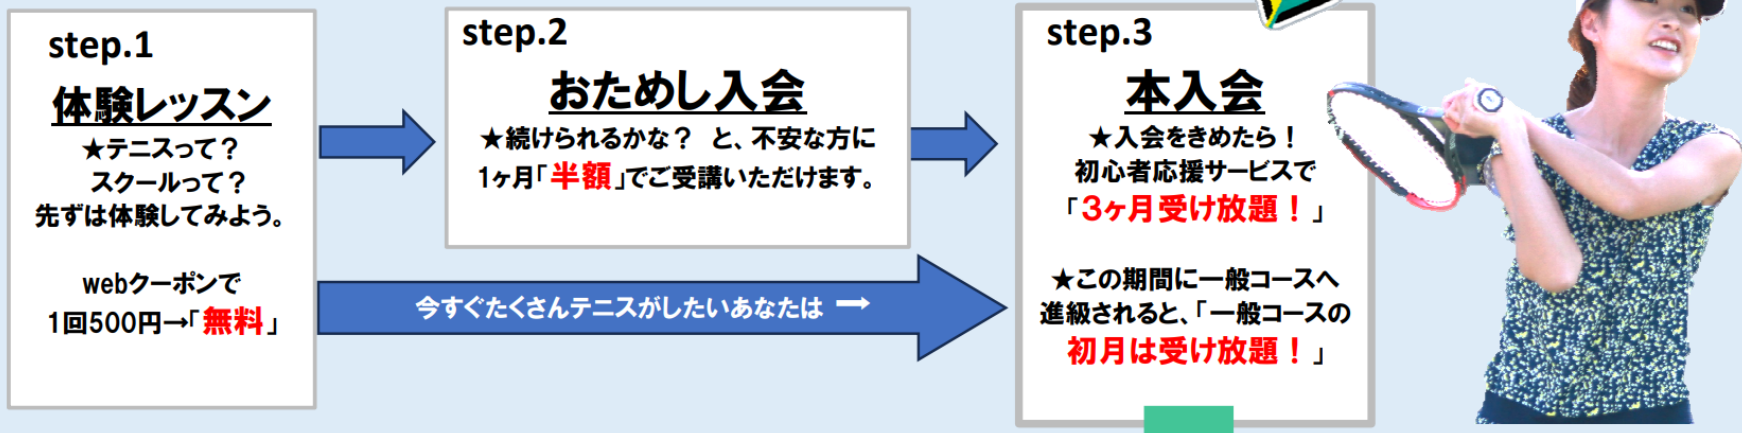 step.1
体験レッスン
★テニスって？
スクールって？
先ずは体験してみよう。
webクーポンで
1回500円→「無料」
step.2
おためし入会
★続けられるかな？ と、不安な方に
1ヶ月「半額」でご受講いただけます。
今すぐたくさんテニスがしたいあなたは ➡
step.3
本入会
★入会をきめたら！
初心者応援サービスで
「３ヶ月受け放題！」
★この期間に一般コースへ
進級されると、「一般コースの
初月は受け放題！」